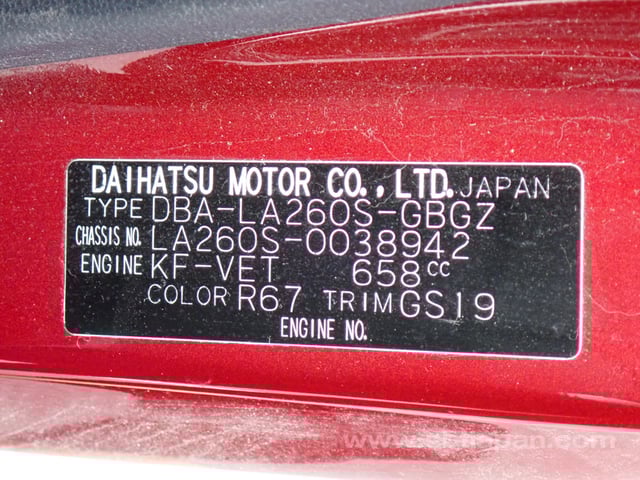 DAIHATSU MOTOR CO., LTD. JAPAN
TYPE DBA-LA260S-GBGZ
CHASSIS NO. LA260S-0038942
ENGINE KF-VET 658cc
COLOR R67 TRIM GS19
ENGINE NO.